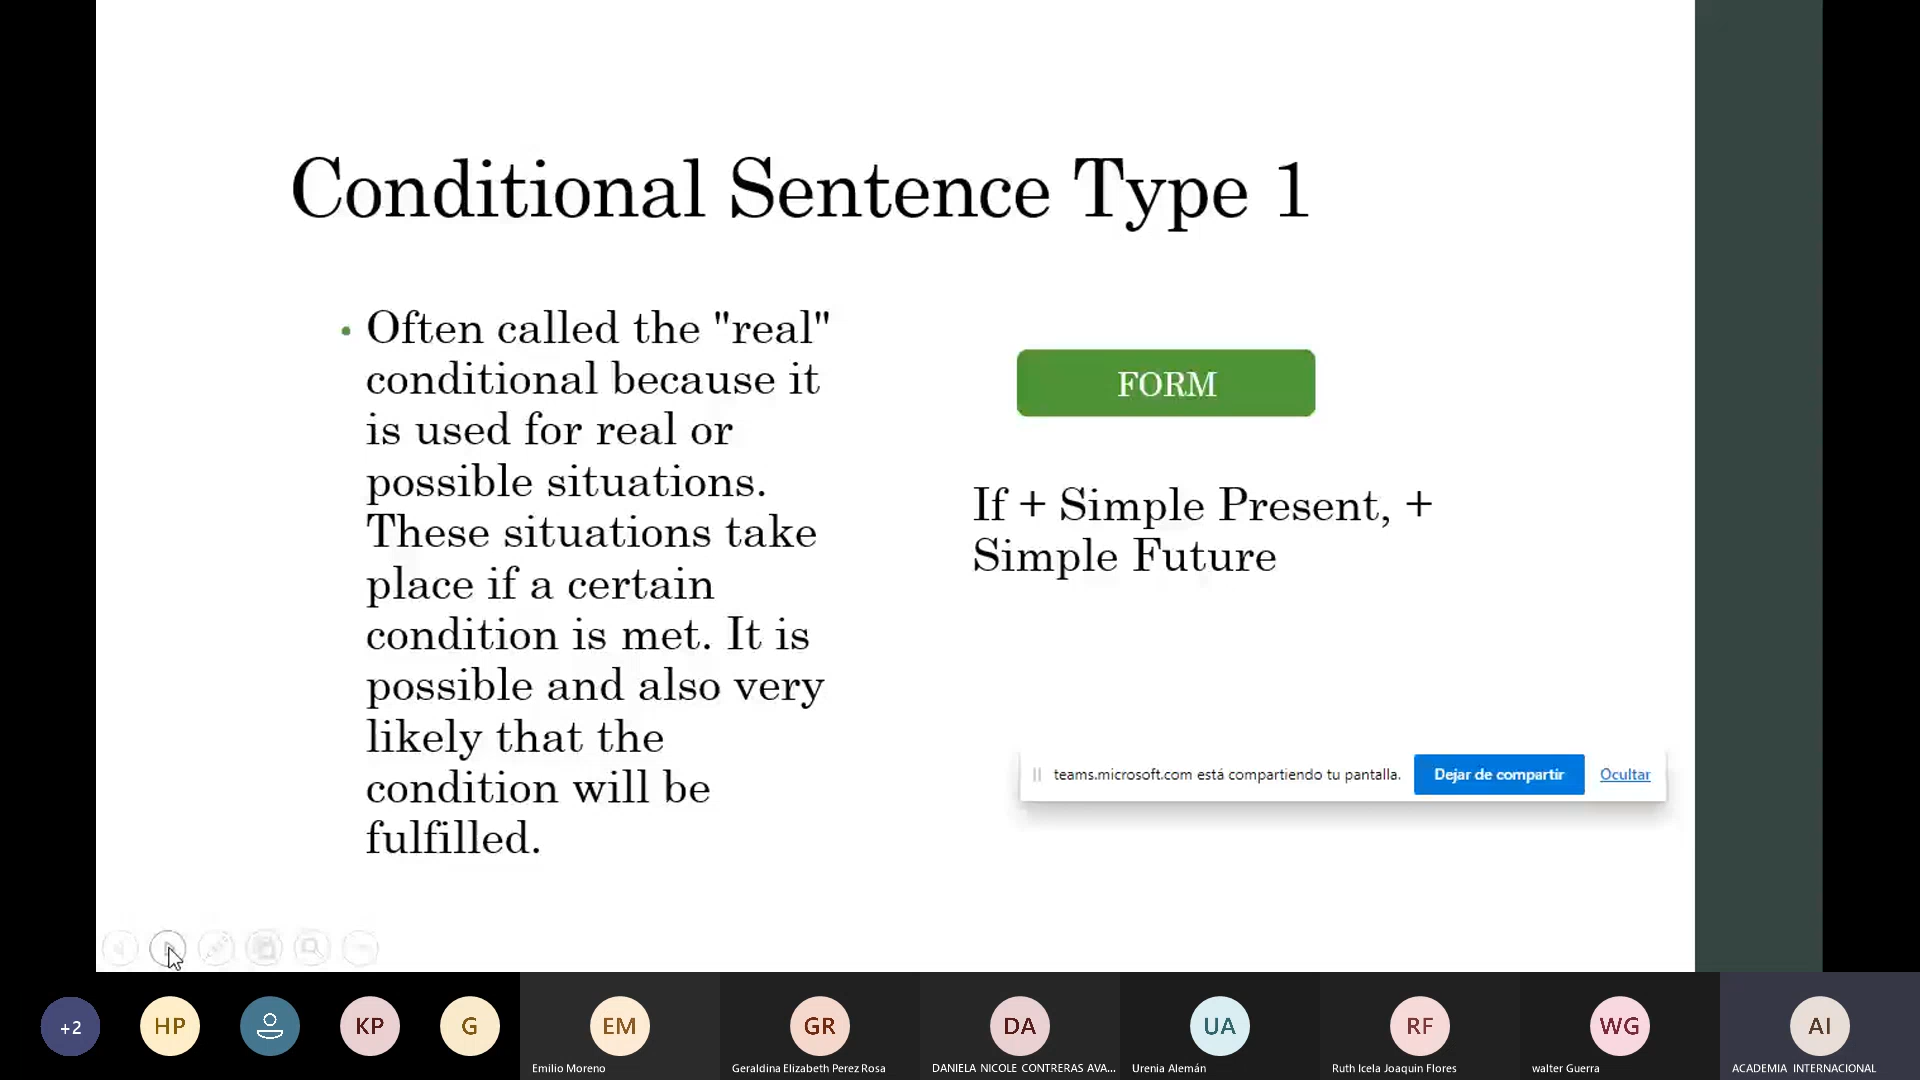 Conditional Sentence Type 1
• Often called the "real"
conditional because it
is used for real or
possible situations.
These situations take
place if a certain
condition is met. It is
possible and also very
likely that the
condition will be
fulfilled.
FORM
If + Simple Present, +
Simple Future
teams.microsoft.com está compartiendo tu pantalla. Dejar de compartir Ocultar
+2 HP KP G EM GR DA UA RF WG AI
Emilio Moreno Geraldina Elizabeth Perez Rosa DANIELA NICOLE CONTRERAS AVA... Urenia Alemán Ruth Icela Joaquin Flores walter Guerra ACADEMIA INTERNACIONAL